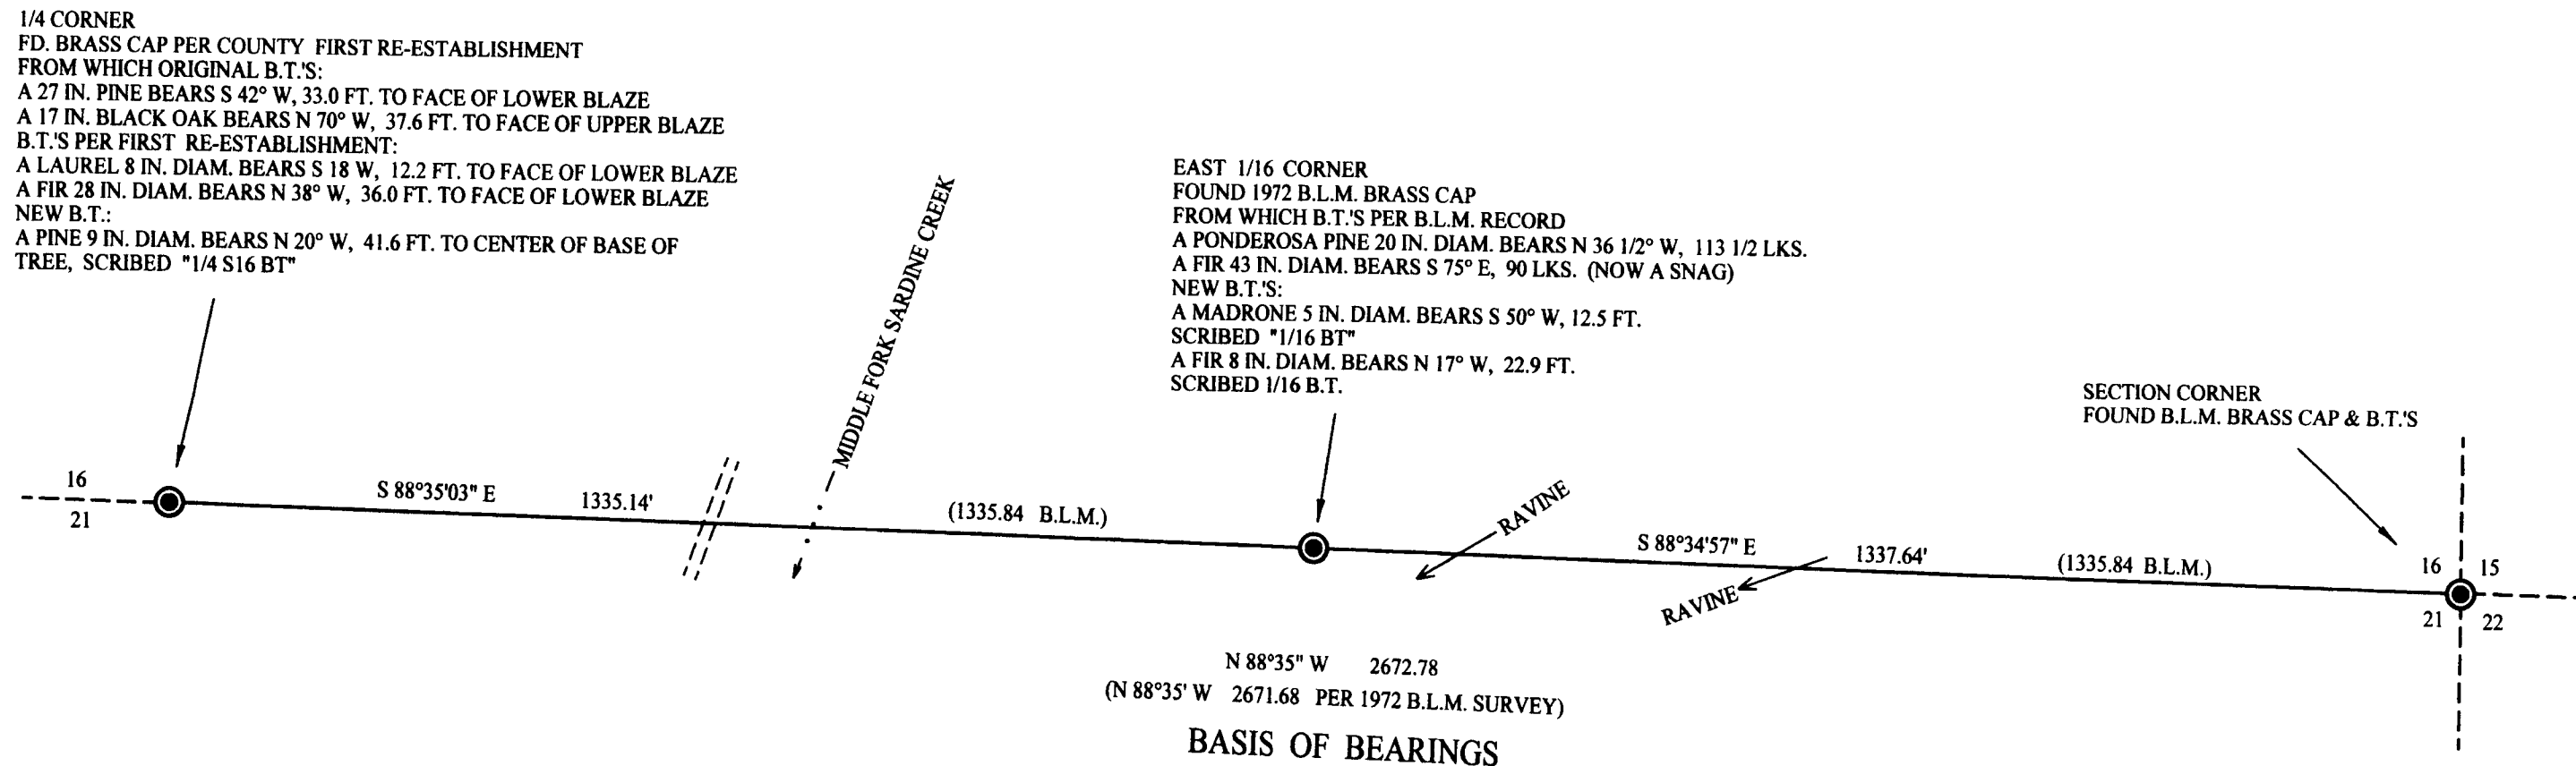 1/4 CORNER
FD. BRASS CAP PER COUNTY FIRST RE-ESTABLISHMENT
FROM WHICH ORIGINAL B.T.'S:
A 27 IN. PINE BEARS S 42° W, 33.0 FT. TO FACE OF LOWER BLAZE
A 17 IN. BLACK OAK BEARS N 70° W, 37.6 FT. TO FACE OF UPPER BLAZE
B.T.'S PER FIRST RE-ESTABLISHMENT:
A LAUREL 8 IN. DIAM. BEARS S 18 W, 12.2 FT. TO FACE OF LOWER BLAZE
A FIR 28 IN. DIAM. BEARS N 38° W, 36.0 FT. TO FACE OF LOWER BLAZE
NEW B.T.:
A PINE 9 IN. DIAM. BEARS N 20° W, 41.6 FT. TO CENTER OF BASE OF
TREE, SCRIBED "1/4 S16 BT"
MIDDLE FORK SARDINE CREEK
EAST 1/16 CORNER
FOUND 1972 B.L.M. BRASS CAP
FROM WHICH B.T.'S PER B.L.M. RECORD
A PONDEROSA PINE 20 IN. DIAM. BEARS N 36 1/2° W, 113 1/2 LKS.
A FIR 43 IN. DIAM. BEARS S 75° E, 90 LKS. (NOW A SNAG)
NEW B.T.'S:
A MADRONE 5 IN. DIAM. BEARS S 50° W, 12.5 FT.
SCRIBED "1/16 BT"
A FIR 8 IN. DIAM. BEARS N 17° W, 22.9 FT.
SCRIBED 1/16 B.T.
SECTION CORNER
FOUND B.L.M. BRASS CAP & B.T.'S
16
21
S 88°35'03" E 1335.14'
(1335.84 B.L.M.)
RAVINE
S 88°34'57" E 1337.64'
(1335.84 B.L.M.)
RAVINE
16 15
21 22
N 88°35" W 2672.78
(N 88°35' W 2671.68 PER 1972 B.L.M. SURVEY)
BASIS OF BEARINGS